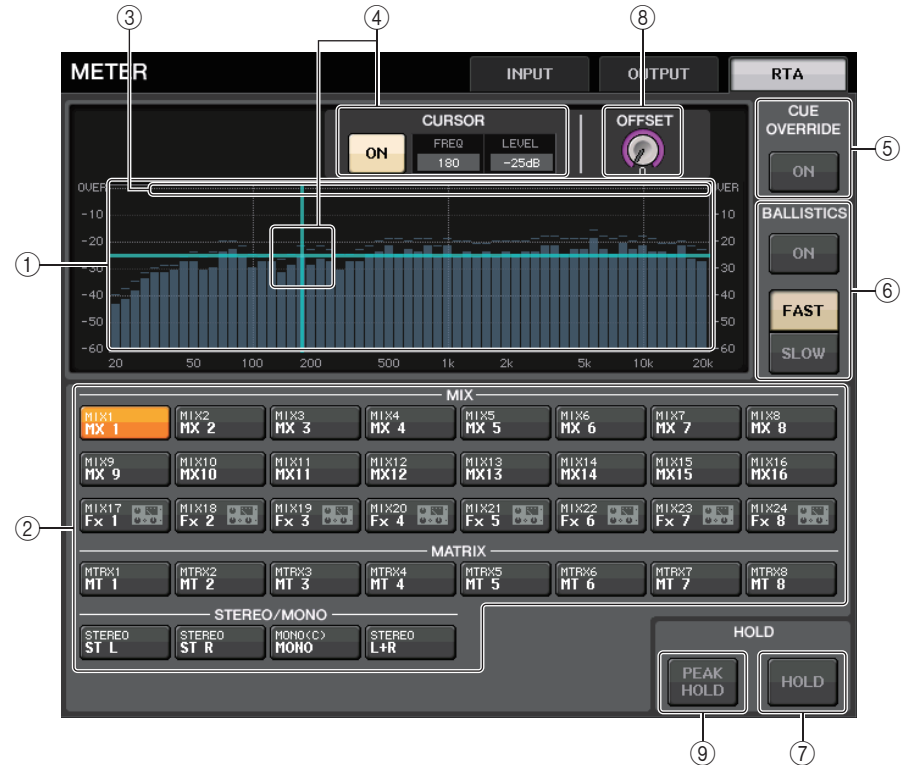 ③ ④ ⑧
METER INPUT OUTPUT RTA
CURSOR OFFSET CUE OVERRIDE
ON FREQ LEVEL ON ⑤
180 -25dB 0
OVER OVER
-10 -10 BALLISTICS
-20 -20 ON
① -30 -30
-40 -40 FAST ⑥
-50 -50
-60 -60 SLOW
20 50 100 200 500 1k 2k 5k 10k 20k
MIX
MIX1 MIX2 MIX3 MIX4 MIX5 MIX6 MIX7 MIX8
MX 1 MX 2 MX 3 MX 4 MX 5 MX 6 MX 7 MX 8
MIX9 MIX10 MIX11 MIX12 MIX13 MIX14 MIX15 MIX16
MX 9 MX10 MX11 MX12 MX13 MX14 MX15 MX16
MIX17 MIX18 MIX19 MIX20 MIX21 MIX22 MIX23 MIX24
② Fx 1 Fx 2 Fx 3 Fx 4 Fx 5 Fx 6 Fx 7 Fx 8
MATRIX
MTRX1 MTRX2 MTRX3 MTRX4 MTRX5 MTRX6 MTRX7 MTRX8
MT 1 MT 2 MT 3 MT 4 MT 5 MT 6 MT 7 MT 8
STEREO/MONO
STEREO STEREO MONO(C) STEREO
ST L ST R MONO L+R
HOLD
PEAK HOLD HOLD
⑨ ⑦